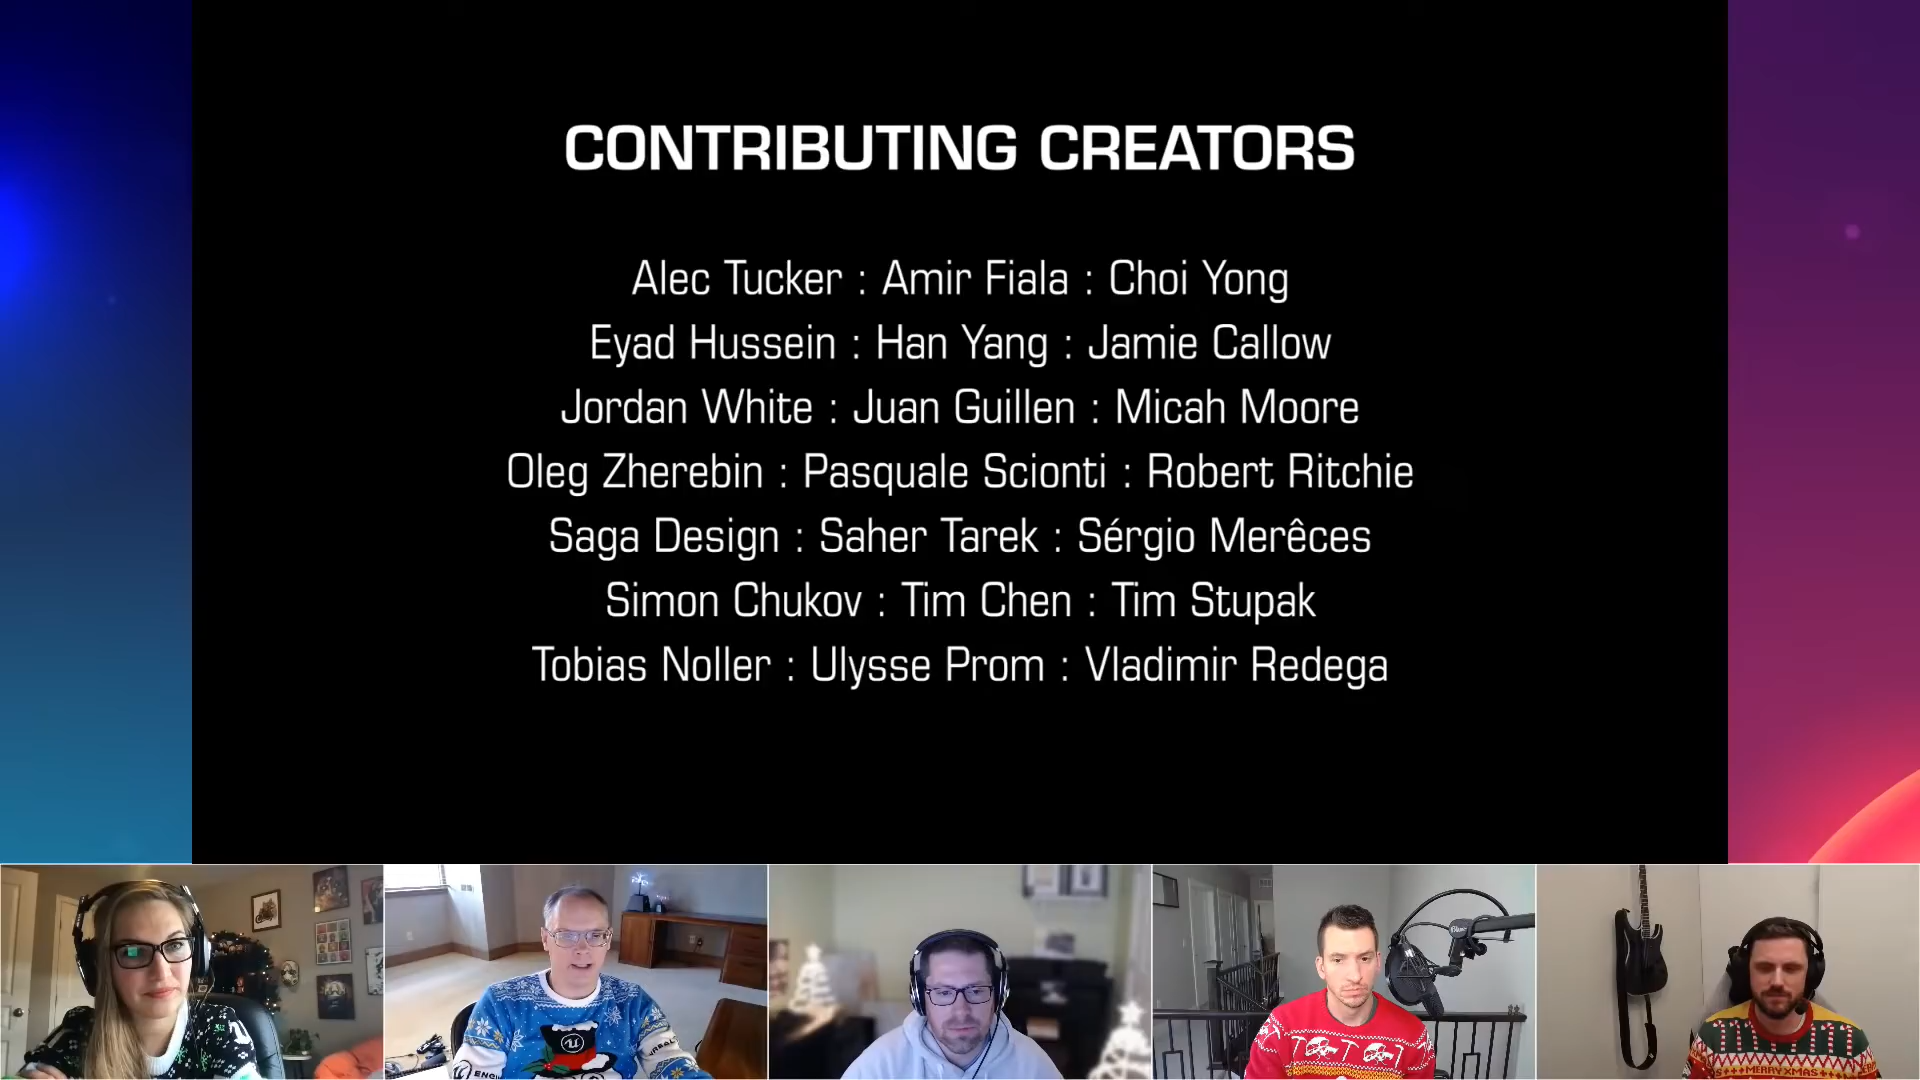 CONTRIBUTING CREATORS
Alec Tucker : Amir Fiala : Choi Yong
Eyad Hussein : Han Yang : Jamie Callow
Jordan White : Juan Guillen : Micah Moore
Oleg Zherebin : Pasquale Scionti : Robert Ritchie
Saga Design : Saher Tarek : Sérgio Merêces
Simon Chukov : Tim Chen : Tim Stupak
Tobias Noller : Ulysse Prom : Vladimir Redega
MERRY XMAS